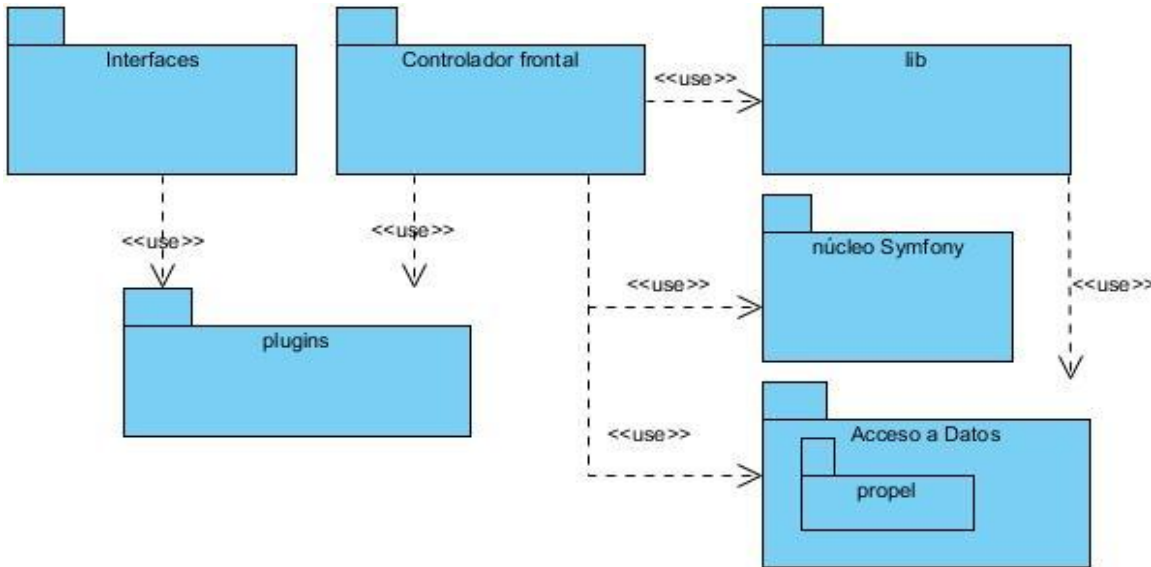 Interfaces
Controlador frontal
lib
<<use>>
<<use>>
<<use>>
núcleo Symfony
<<use>>
<<use>>
plugins
<<use>>
Acceso a Datos
propel